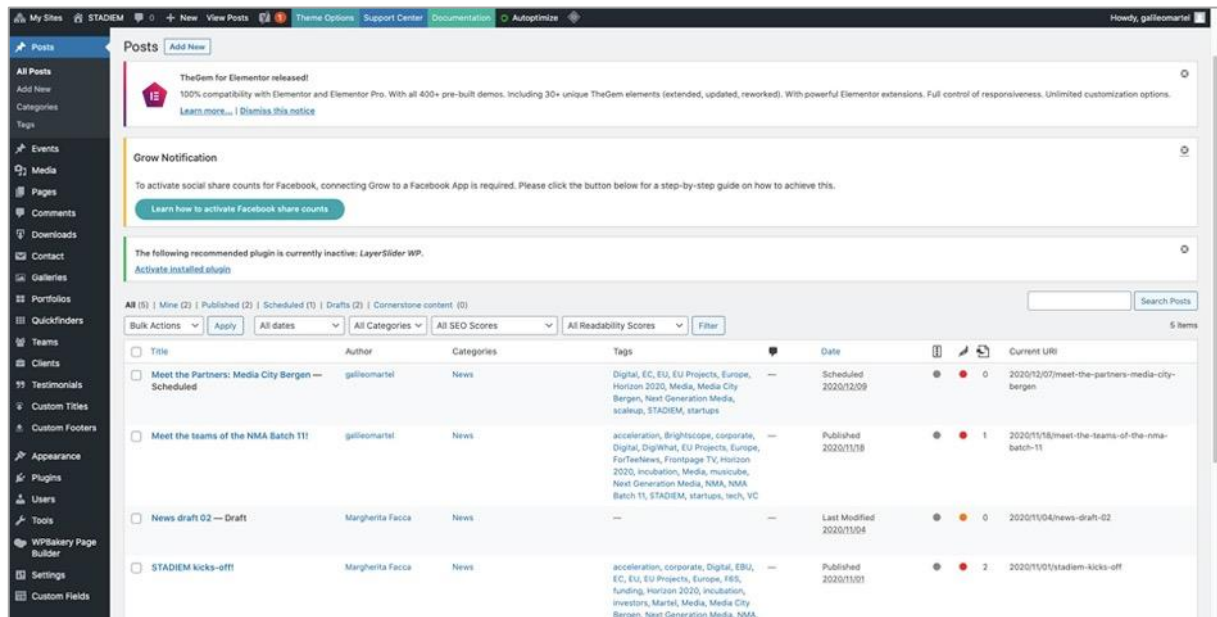 My Sites STADIEM 0 + New View Posts 1 Theme Options Support Center Documentation Autoptimize Howdy, galileomartel
Posts
All Posts
Add New
Categories
Tags
Events
Media
Pages
Comments
Downloads
Contact
Galleries
Portfolios
Quickfinders
Teams
Clients
Testimonials
Custom Titles
Custom Footers
Appearance
Plugins
Users
Tools
WPBakery Page
Builder
Settings
Custom Fields
Posts Add New
TheGem for Elementor released!
100% compatibility with Elementor and Elementor Pro. With all 400+ pre-built demos. Including 30+ unique TheGem elements (extended, updated, reworked). With powerful Elementor extensions. Full control of responsiveness. Unlimited customization options.
Learn more... | Dismiss this notice
Grow Notification
To activate social share counts for Facebook, connecting Grow to a Facebook App is required. Please click the button below for a step-by-step guide on how to achieve this.
Learn how to activate Facebook share counts
The following recommended plugin is currently inactive: LayerSlider WP.
Activate installed plugin
All (5) | Mine (2) | Published (2) | Scheduled (1) | Drafts (2) | Cornerstone content (0)
Search Posts
Bulk Actions Apply All dates All Categories All SEO Scores All Readability Scores Filter 5 items
Title Author Categories Tags Date Current URI
Meet the Partners: Media City Bergen —
Scheduled
galileomartel
News
Digital, EC, EU, EU Projects, Europe,
Horizon 2020, Media, Media City
Bergen, Next Generation Media,
scaleup, STADIEM, startups
—
Scheduled
2020/12/09
0
2020/12/07/meet-the-partners-media-city-
bergen
Meet the teams of the NMA Batch 11!
galileomartel
News
acceleration, Brightscope, corporate,
Digital, DigiWhat, EU Projects, Europe,
ForTeeNews, Frontpage TV, Horizon
2020, incubation, Media, musicube,
Next Generation Media, NMA, NMA
Batch 11, STADIEM, startups, tech, VC
—
Published
2020/11/18
1
2020/11/18/meet-the-teams-of-the-nma-
batch-11
News draft 02 — Draft
Margherita Facca
News
—
—
Last Modified
2020/11/04
0
2020/11/04/news-draft-02
STADIEM kicks-off!
Margherita Facca
News
acceleration, corporate, Digital, EBU,
EC, EU, EU Projects, Europe, F6S,
funding, Horizon 2020, incubation,
investors, Martel, Media, Media City
Bergen, Next Generation Media, NMA,
—
Published
2020/11/01
2
2020/11/01/stadiem-kicks-off